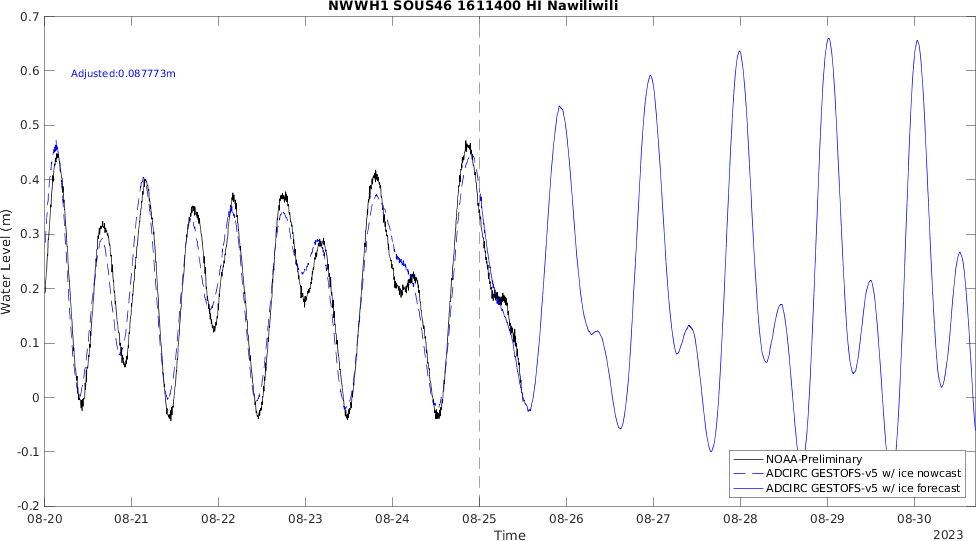 NWWH1 SOUS46 1611400 HI Nawiliwili
0.7
0.6
0.5
0.4
0.3
0.2
0.1
0
-0.1
-0.2
Water Level (m)
Adjusted:0.087773m
NOAA-Preliminary
ADCIRC GESTOFS-v5 w/ ice nowcast
ADCIRC GESTOFS-v5 w/ ice forecast
08-20 08-21 08-22 08-23 08-24 08-25 08-26 08-27 08-28 08-29 08-30
Time
2023